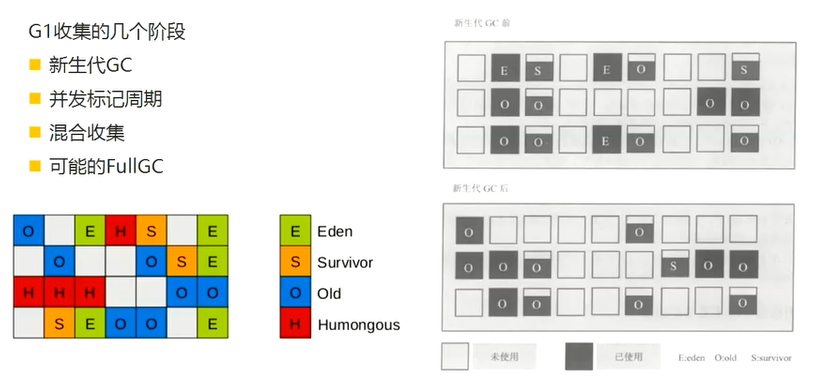 G1收集的几个阶段
新生代GC
并发标记周期
混合收集
可能的FullGC
O E H S E
O O S E
H H H O O
S E O O E
E Eden
S Survivor
O Old
H Humongous
新生代 GC 前
E S E O S
O O O O
O O E O O
新生代 GC 后
O O
O O O S O O
O O O O
未使用 已使用 E:eden O:old S:survivor